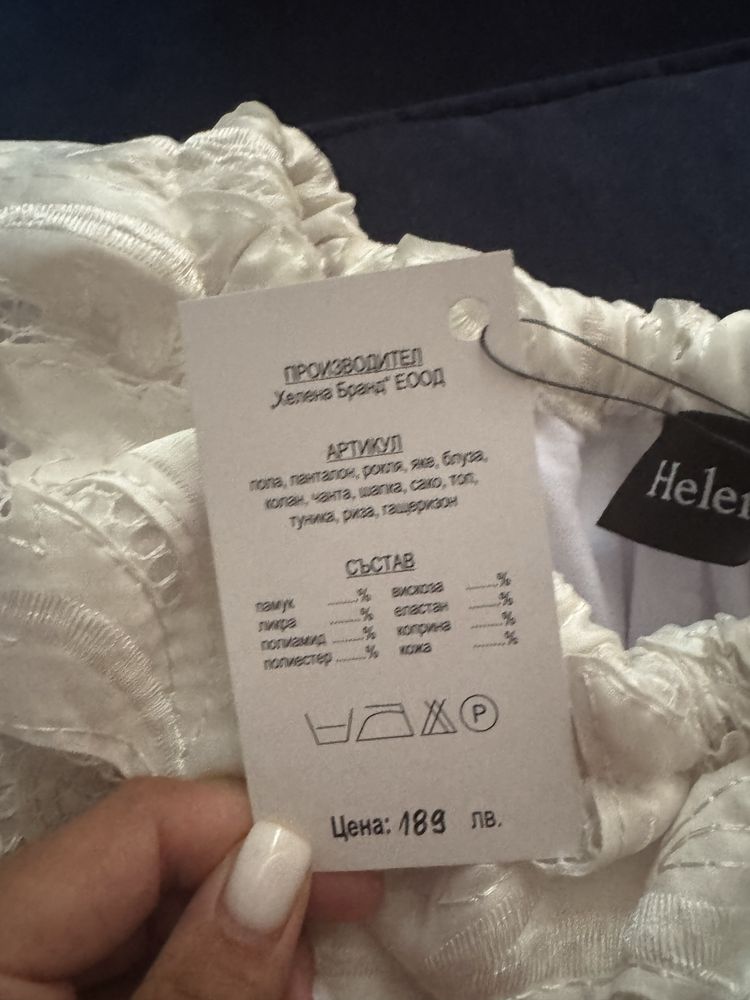 ПРОИЗВОДИТЕЛ
„Хелена Бранд“ ЕООД
АРТИКУЛ
пола, панталон, рокля, яке, блуза,
колан, чанта, шапка, сако, топ,
туника, риза, гащеризон
СЪСТАВ
памук ........% вискоза ........%
ликра ........% еластан ........%
полиамид ........% коприна ........%
полиестер ........% кожа ........%
P
Цена: 189 лв.
Helen